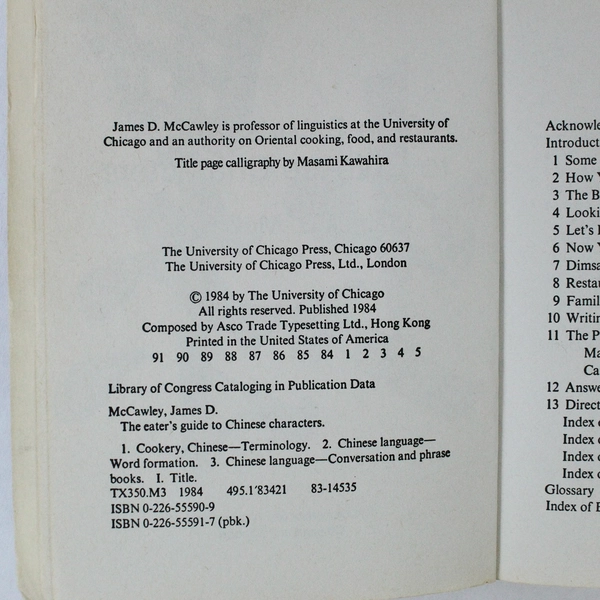 James D. McCawley is professor of linguistics at the University of
Chicago and an authority on Oriental cooking, food, and restaurants.
Title page calligraphy by Masami Kawahira
The University of Chicago Press, Chicago 60637
The University of Chicago Press, Ltd., London
© 1984 by The University of Chicago
All rights reserved. Published 1984
Composed by Asco Trade Typesetting Ltd., Hong Kong
Printed in the United States of America
91 90 89 88 87 86 85 84 1 2 3 4 5
Library of Congress Cataloging in Publication Data
McCawley, James D.
The eater's guide to Chinese characters.
1. Cookery, Chinese—Terminology. 2. Chinese language—
Word formation. 3. Chinese language—Conversation and phrase
books. I. Title.
TX350.M3 1984 495.1'83421 83-14535
ISBN 0-226-55590-9
ISBN 0-226-55591-7 (pbk.)
Acknowle
Introduct
1 Some
2 How
3 The B
4 Looki
5 Let's
6 Now
7 Dimsa
8 Restau
9 Famil
10 Writin
11 The P
Ma
Ca
12 Answe
13 Direct
Index
Index
Index
Index
Glossary
Index of